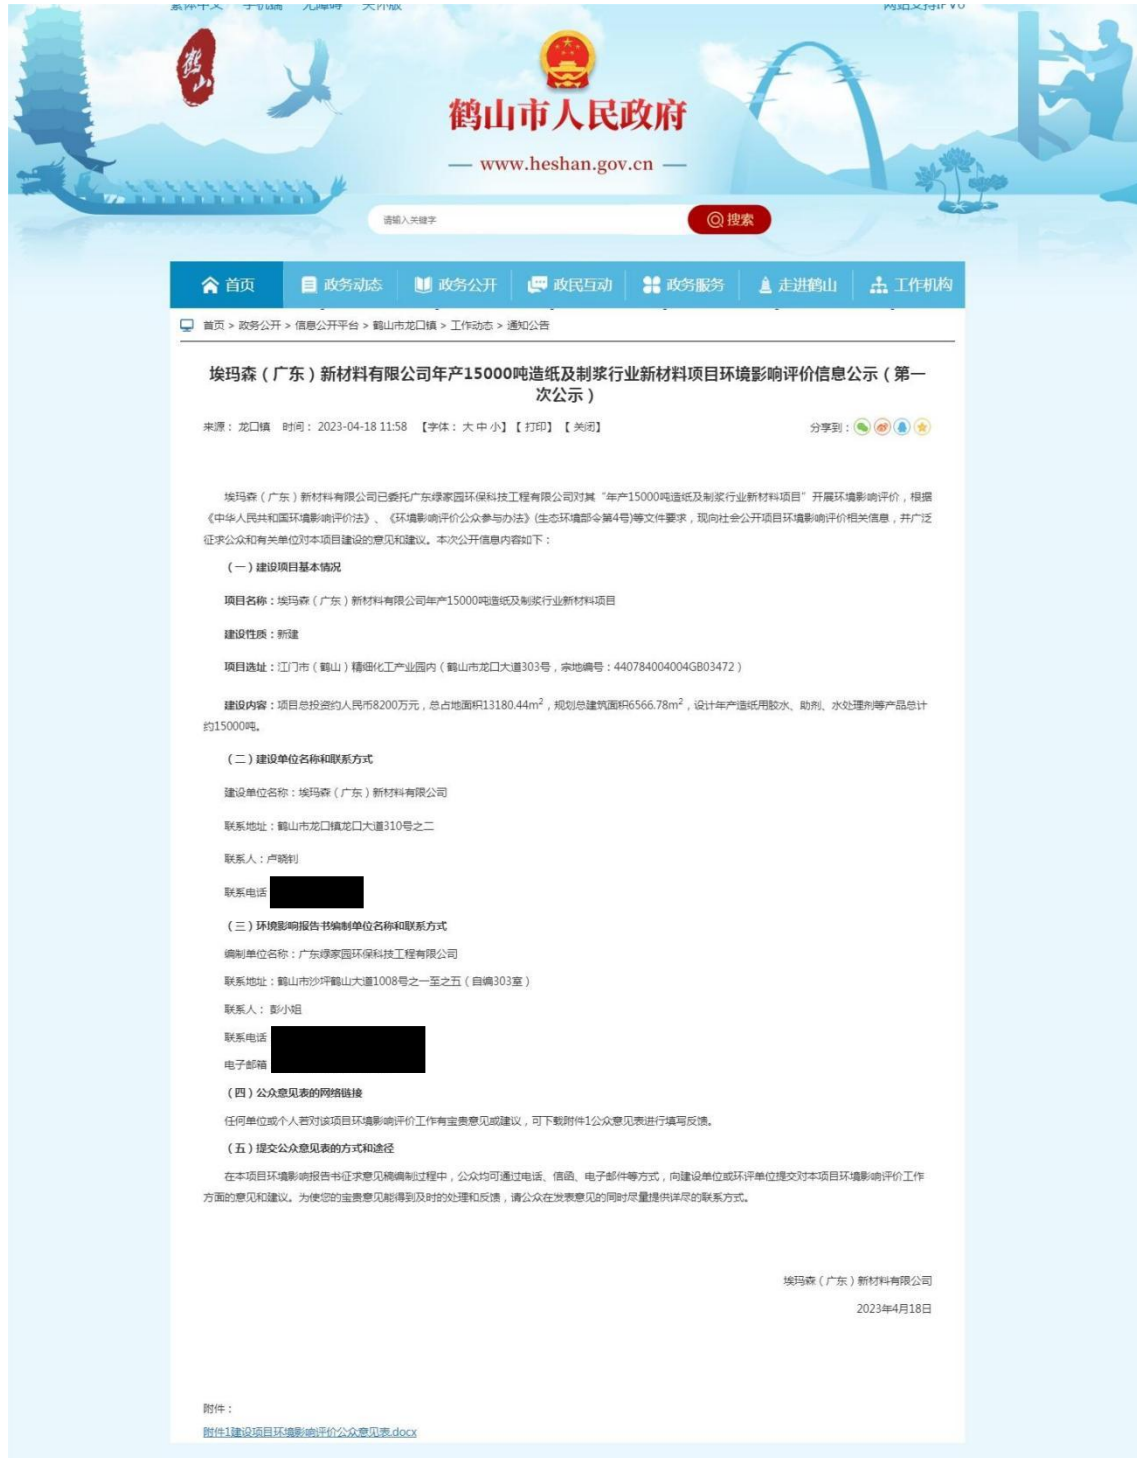 繁体中文 手机端 无障碍 关怀版 网站支持IPV6
鹤山
鹤山市人民政府
www.heshan.gov.cn
请输入关键字 搜索
首页 政务动态 政务公开 政民互动 政务服务 走进鹤山 工作机构
首页 > 政务公开 > 信息公开平台 > 鹤山市龙口镇 > 工作动态 > 通知公告
埃玛森（广东）新材料有限公司年产15000吨造纸及制浆行业新材料项目环境影响评价信息公示（第一
次公示）
来源： 龙口镇 时间： 2023-04-18 11:58 【字体： 大 中 小】【 打印】 【 关闭】 分享到：
埃玛森（广东）新材料有限公司已委托广东绿家园环保科技工程有限公司对其“年产15000吨造纸及制浆行业新材料项目”开展环境影响评价，根据
《中华人民共和国环境影响评价法》、《环境影响评价公众参与办法》(生态环境部令第4号)等文件要求，现向社会公开项目环境影响评价相关信息，并广泛
征求公众和有关单位对本项目建设的意见和建议。本次公开信息内容如下：
（一）建设项目基本情况
项目名称：埃玛森（广东）新材料有限公司年产15000吨造纸及制浆行业新材料项目
建设性质：新建
项目选址：江门市（鹤山）精细化工产业园内（鹤山市龙口大道303号，宗地编号：440784004004GB03472）
建设内容：项目总投资约人民币8200万元，总占地面积13180.44m²，规划总建筑面积6566.78m²，设计年产造纸用胶水、助剂、水处理剂等产品总计
约15000吨。
（二）建设单位名称和联系方式
建设单位名称：埃玛森（广东）新材料有限公司
联系地址：鹤山市龙口镇龙口大道310号之二
联系人：卢晓钊
联系电话
（三）环境影响报告书编制单位名称和联系方式
编制单位名称：广东绿家园环保科技工程有限公司
联系地址：鹤山市沙坪鹤山大道1008号之一至之五（自编303室）
联系人： 彭小姐
联系电话
电子邮箱
（四）公众意见表的网络链接
任何单位或个人若对该项目环境影响评价工作有宝贵意见或建议，可下载附件1公众意见表进行填写反馈。
（五）提交公众意见表的方式和途径
在本项目环境影响报告书征求意见稿编制过程中，公众均可通过电话、信函、电子邮件等方式，向建设单位或环评单位提交对本项目环境影响评价工作
方面的意见和建议。为使您的宝贵意见能得到及时的处理和反馈，请公众在发表意见的同时尽量提供详尽的联系方式。
埃玛森（广东）新材料有限公司
2023年4月18日
附件：
附件1建设项目环境影响评价公众意见表.docx